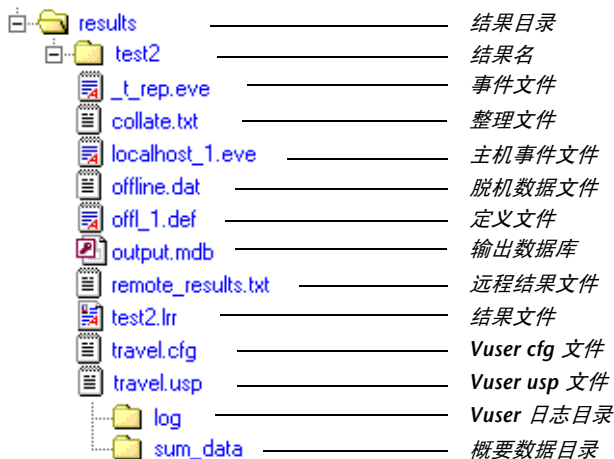 results 结果目录
test2 结果名
_t_rep.eve 事件文件
collate.txt 整理文件
localhost_1.eve 主机事件文件
offline.dat 脱机数据文件
offl_1.def 定义文件
output.mdb 输出数据库
remote_results.txt 远程结果文件
test2.lrr 结果文件
travel.cfg Vuser cfg 文件
travel.usp Vuser usp 文件
log Vuser 日志目录
sum_data 概要数据目录